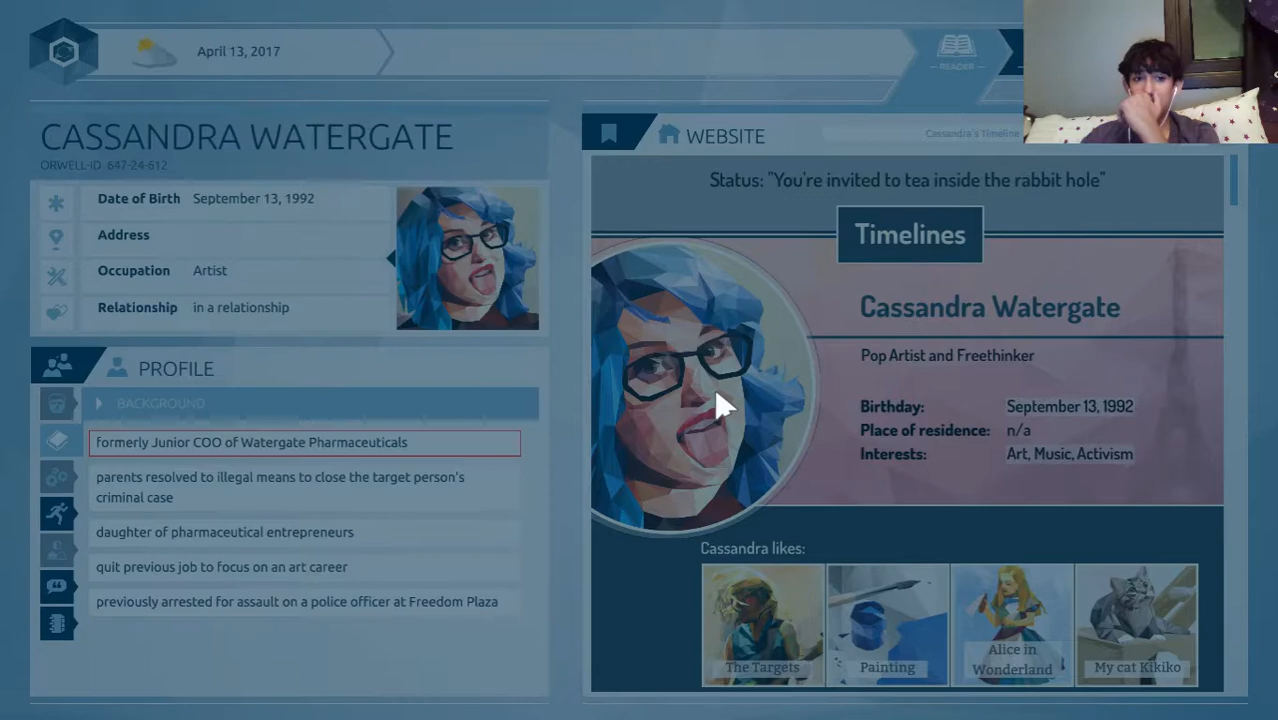 April 13, 2017
READER
CASSANDRA WATERGATE
ORWELL-ID 647-24-612
Date of Birth September 13, 1992
Address
Occupation Artist
Relationship in a relationship
PROFILE
BACKGROUND
formerly Junior COO of Watergate Pharmaceuticals
parents resolved to illegal means to close the target person's
criminal case
daughter of pharmaceutical entrepreneurs
quit previous job to focus on an art career
previously arrested for assault on a police officer at Freedom Plaza
WEBSITE
Cassandra's Timeline
Status: "You're invited to tea inside the rabbit hole"
Timelines
Cassandra Watergate
Pop Artist and Freethinker
Birthday: September 13, 1992
Place of residence: n/a
Interests: Art, Music, Activism
Cassandra likes:
The Targets
Painting
Alice in
Wonderland
My cat Kikiko